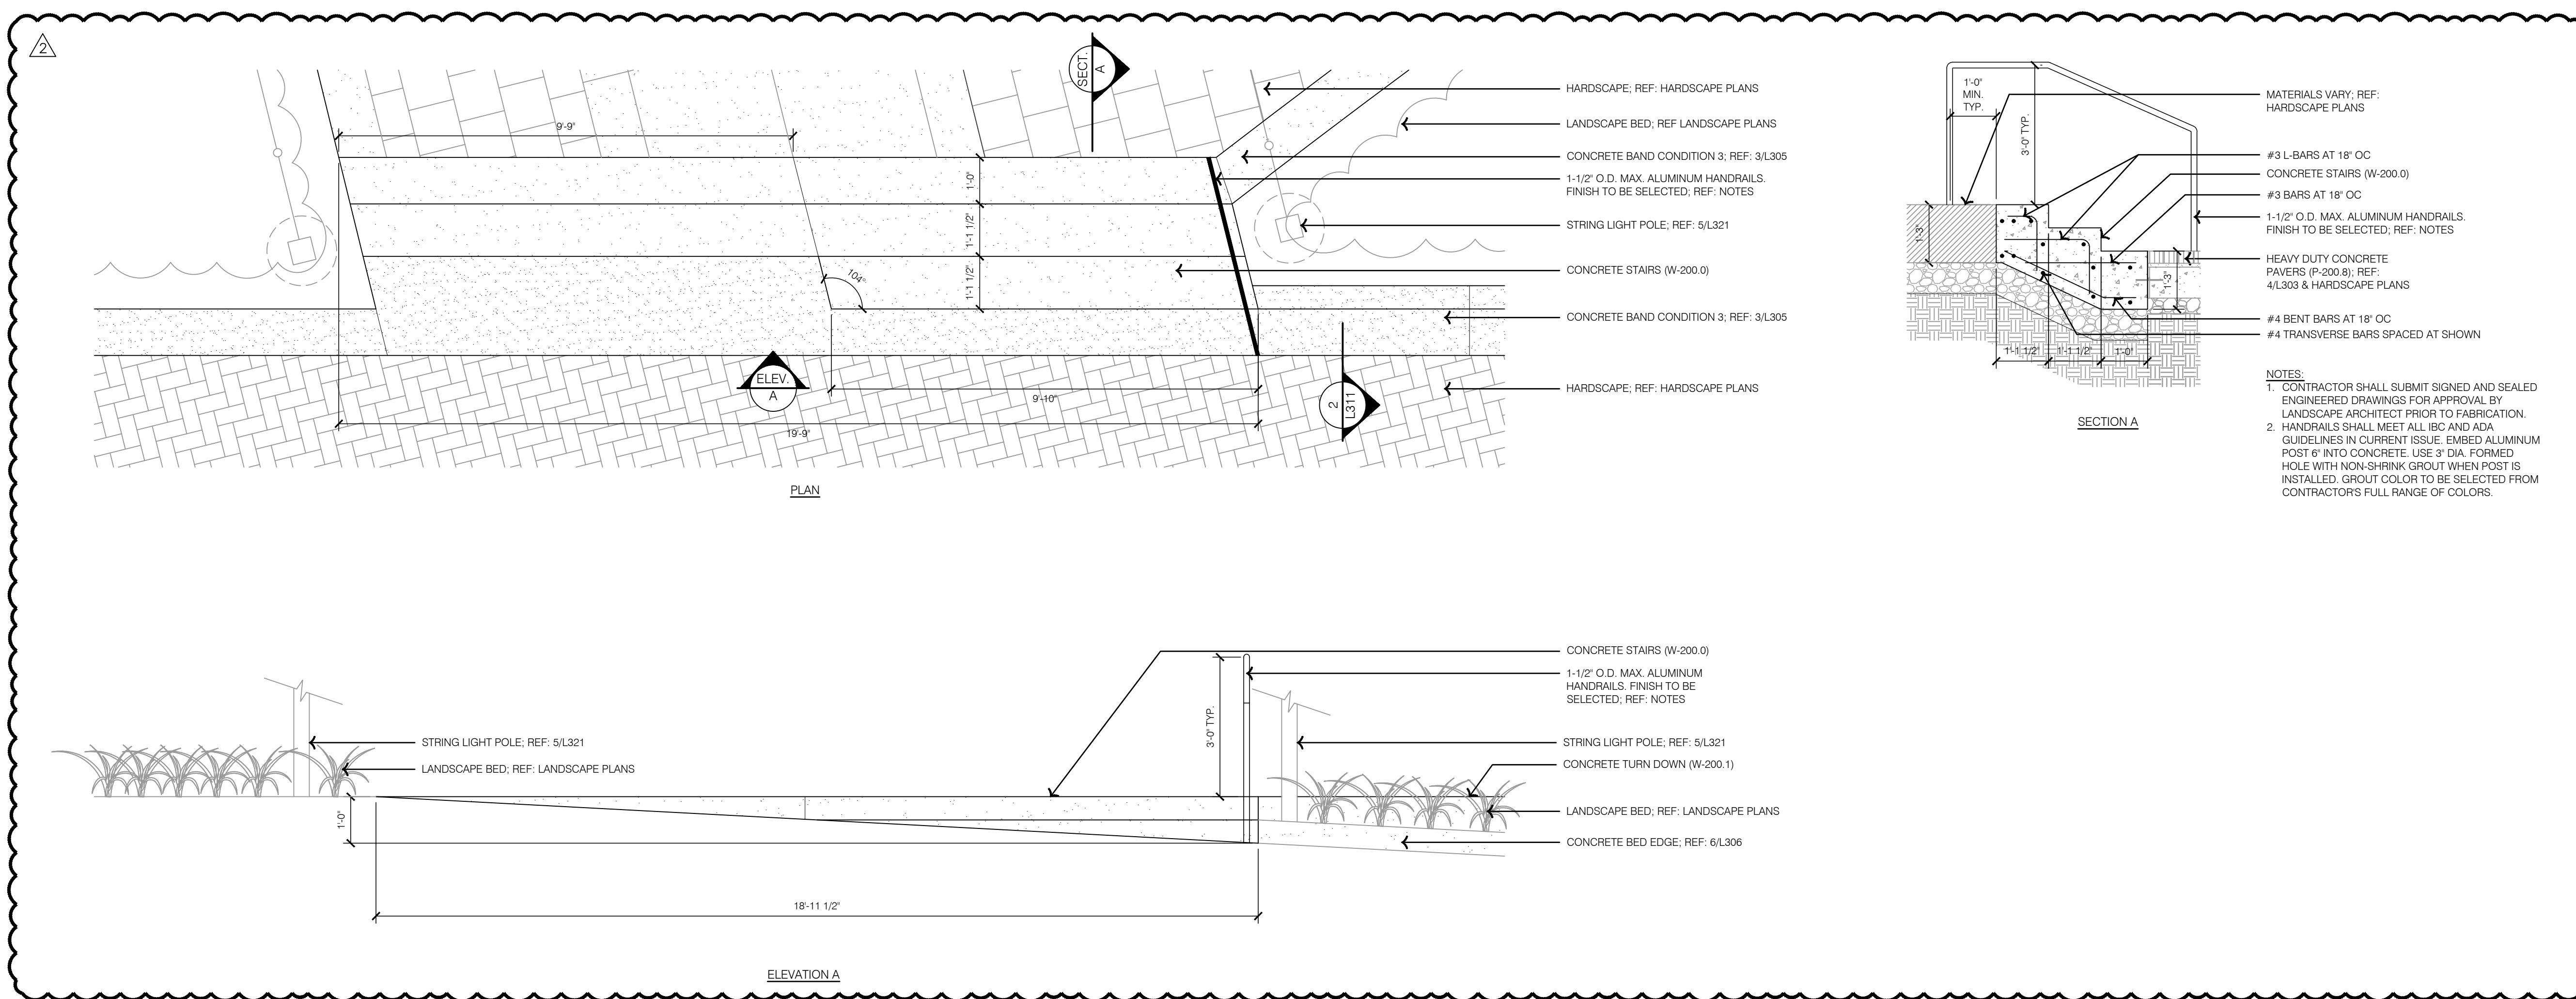 2
SECT.
A
9'-9"
1'-0"
1'-1 1/2"
1'-1 1/2"
104°
ELEV.
A
9'-10"
19'-9"
2
L311
HARDSCAPE; REF: HARDSCAPE PLANS
LANDSCAPE BED; REF LANDSCAPE PLANS
CONCRETE BAND CONDITION 3; REF: 3/L305
1-1/2" O.D. MAX. ALUMINUM HANDRAILS.
FINISH TO BE SELECTED; REF: NOTES
STRING LIGHT POLE; REF: 5/L321
CONCRETE STAIRS (W-200.0)
CONCRETE BAND CONDITION 3; REF: 3/L305
HARDSCAPE; REF: HARDSCAPE PLANS
PLAN
1'-0"
MIN.
TYP.
3'-0" TYP.
1'-3"
1'-3"
1'-1 1/2"
1'-1 1/2"
1'-0"
MATERIALS VARY; REF:
HARDSCAPE PLANS
#3 L-BARS AT 18" OC
CONCRETE STAIRS (W-200.0)
#3 BARS AT 18" OC
1-1/2" O.D. MAX. ALUMINUM HANDRAILS.
FINISH TO BE SELECTED; REF: NOTES
HEAVY DUTY CONCRETE
PAVERS (P-200.8); REF:
4/L303 & HARDSCAPE PLANS
#4 BENT BARS AT 18" OC
#4 TRANSVERSE BARS SPACED AT SHOWN
SECTION A
NOTES:
1. CONTRACTOR SHALL SUBMIT SIGNED AND SEALED
ENGINEERED DRAWINGS FOR APPROVAL BY
LANDSCAPE ARCHITECT PRIOR TO FABRICATION.
2. HANDRAILS SHALL MEET ALL IBC AND ADA
GUIDELINES IN CURRENT ISSUE. EMBED ALUMINUM
POST 6" INTO CONCRETE. USE 3" DIA. FORMED
HOLE WITH NON-SHRINK GROUT WHEN POST IS
INSTALLED. GROUT COLOR TO BE SELECTED FROM
CONTRACTOR'S FULL RANGE OF COLORS.
STRING LIGHT POLE; REF: 5/L321
LANDSCAPE BED; REF: LANDSCAPE PLANS
1'-0"
3'-0" TYP.
18'-11 1/2"
CONCRETE STAIRS (W-200.0)
1-1/2" O.D. MAX. ALUMINUM
HANDRAILS. FINISH TO BE
SELECTED; REF: NOTES
STRING LIGHT POLE; REF: 5/L321
CONCRETE TURN DOWN (W-200.1)
LANDSCAPE BED; REF: LANDSCAPE PLANS
CONCRETE BED EDGE; REF: 6/L306
ELEVATION A